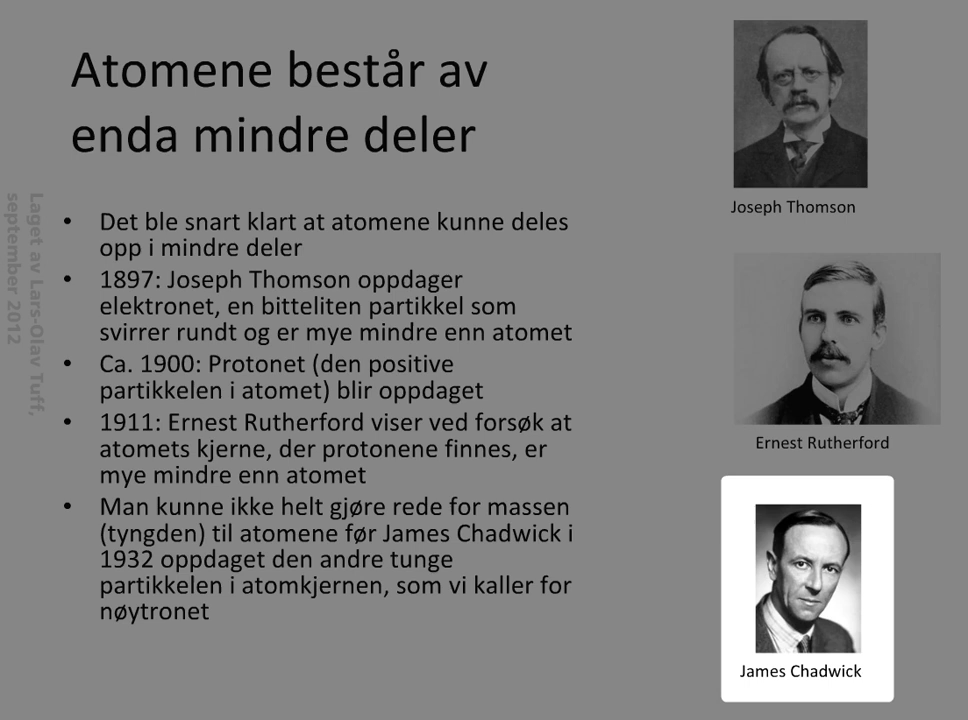 Atomene består av
enda mindre deler
• Det ble snart klart at atomene kunne deles
opp i mindre deler
• 1897: Joseph Thomson oppdager
elektronet, en bitteliten partikkel som
svirrer rundt og er mye mindre enn atomet
• Ca. 1900: Protonet (den positive
partikkelen i atomet) blir oppdaget
• 1911: Ernest Rutherford viser ved forsøk at
atomets kjerne, der protonene finnes, er
mye mindre enn atomet
• Man kunne ikke helt gjøre rede for massen
(tyngden) til atomene før James Chadwick i
1932 oppdaget den andre tunge
partikkelen i atomkjernen, som vi kaller for
nøytronet
Joseph Thomson
Ernest Rutherford
James Chadwick
Laget av Lars-Olav Tuff,
september 2012